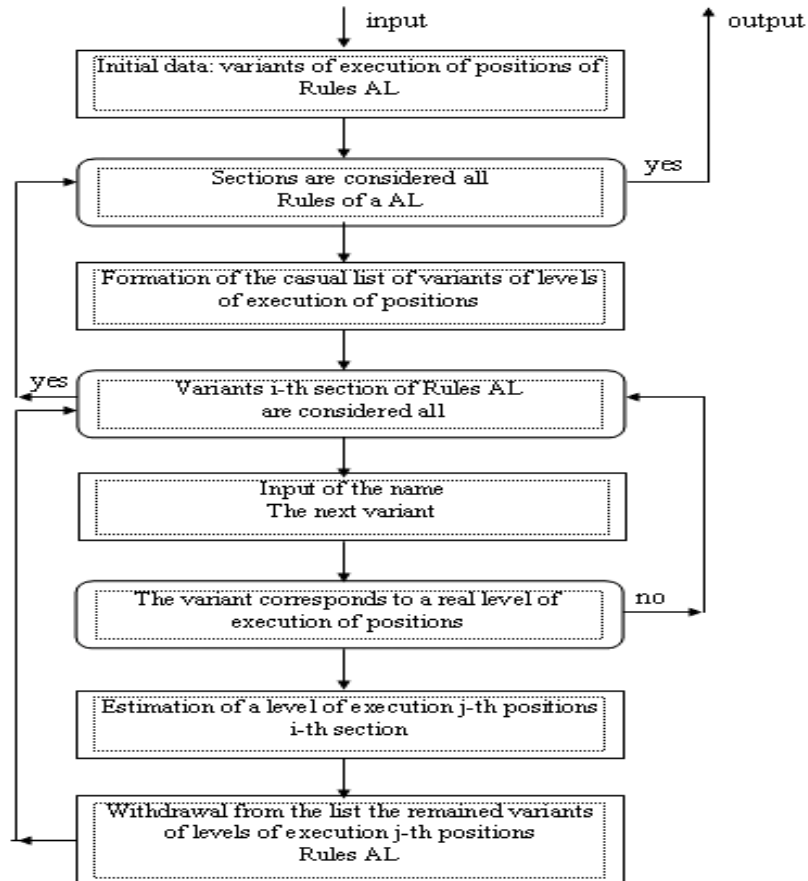 input
output
Initial data: variants of execution of positions of
Rules AL
Sections are considered all
Rules of a AL
yes
Formation of the casual list of variants of levels
of execution of positions
yes
Variants i-th section of Rules AL
are considered all
Input of the name
The next variant
The variant corresponds to a real level of
execution of positions
no
Estimation of a level of execution j-th positions
i-th section
Withdrawal from the list the remained variants
of levels of execution j-th positions
Rules AL